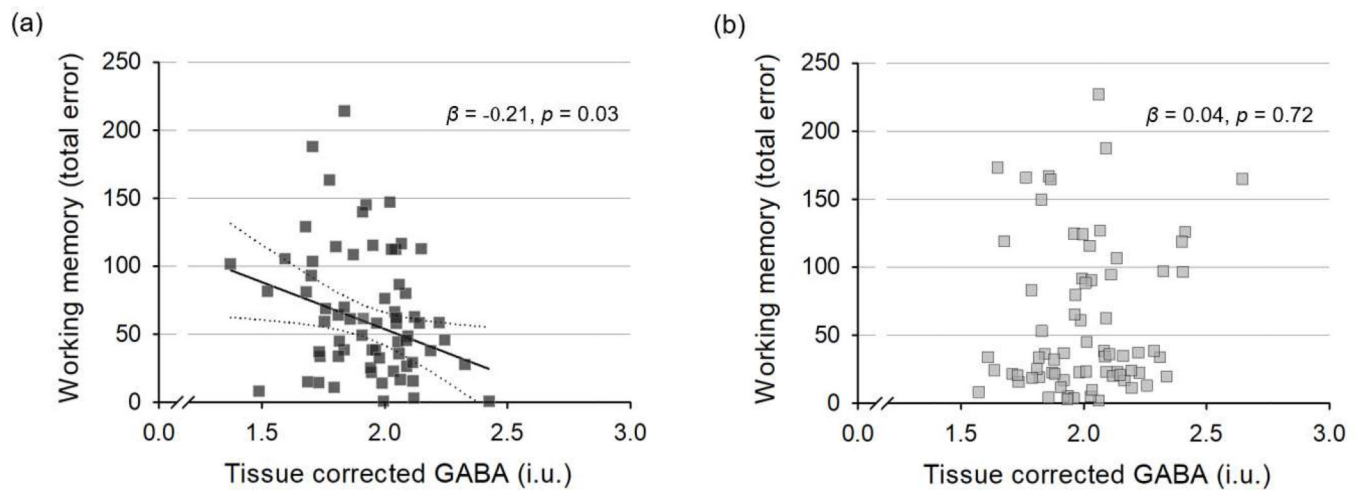 (a)
Working memory (total error)
250
200
150
100
50
0
β = -0.21, p = 0.03
0.0 1.5 2.0 2.5 3.0
Tissue corrected GABA (i.u.)
(b)
Working memory (total error)
250
200
150
100
50
0
β = 0.04, p = 0.72
0.0 1.5 2.0 2.5 3.0
Tissue corrected GABA (i.u.)